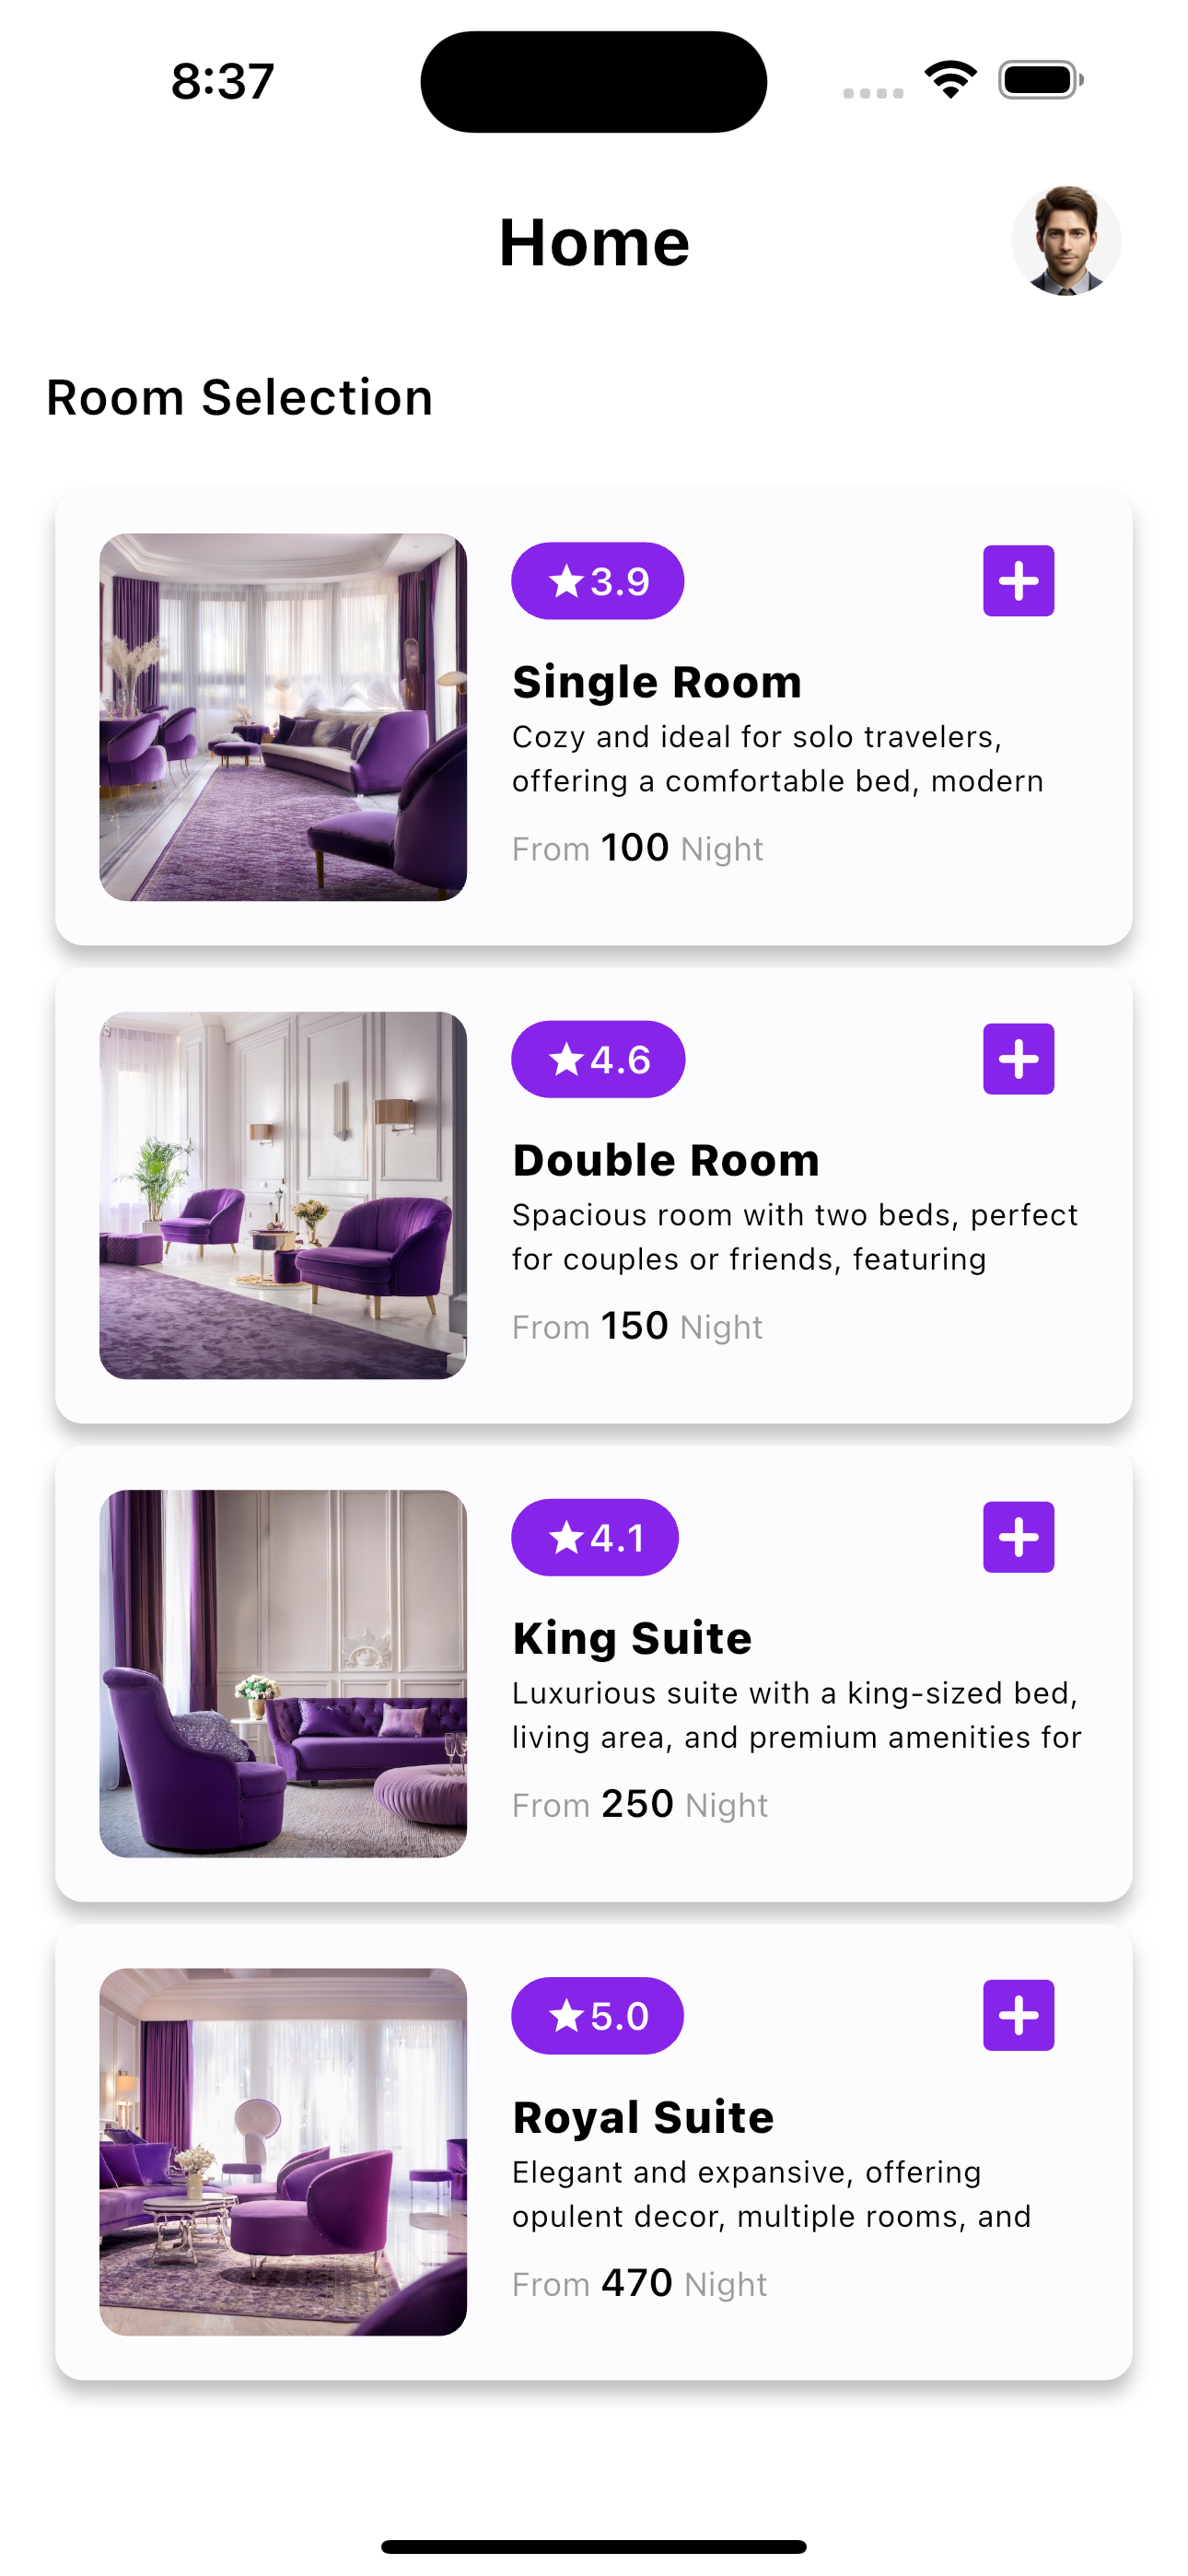 8:37
Home
Room Selection
3.9
Single Room
Cozy and ideal for solo travelers,
offering a comfortable bed, modern
From 100 Night
4.6
Double Room
Spacious room with two beds, perfect
for couples or friends, featuring
From 150 Night
4.1
King Suite
Luxurious suite with a king-sized bed,
living area, and premium amenities for
From 250 Night
5.0
Royal Suite
Elegant and expansive, offering
opulent decor, multiple rooms, and
From 470 Night